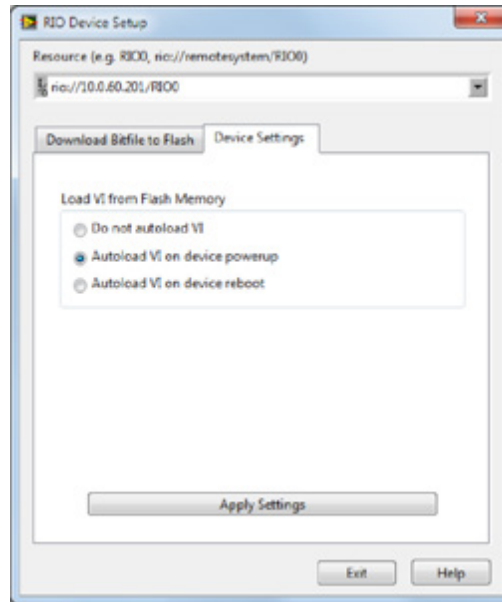 RIO Device Setup
Resource (e.g. RIO0, rio://remotesystem/RIO0)
rio://10.0.60.201/RIO0
Download Bitfile to Flash
Device Settings
Load VI from Flash Memory
Do not autoload VI
Autoload VI on device powerup
Autoload VI on device reboot
Apply Settings
Exit
Help